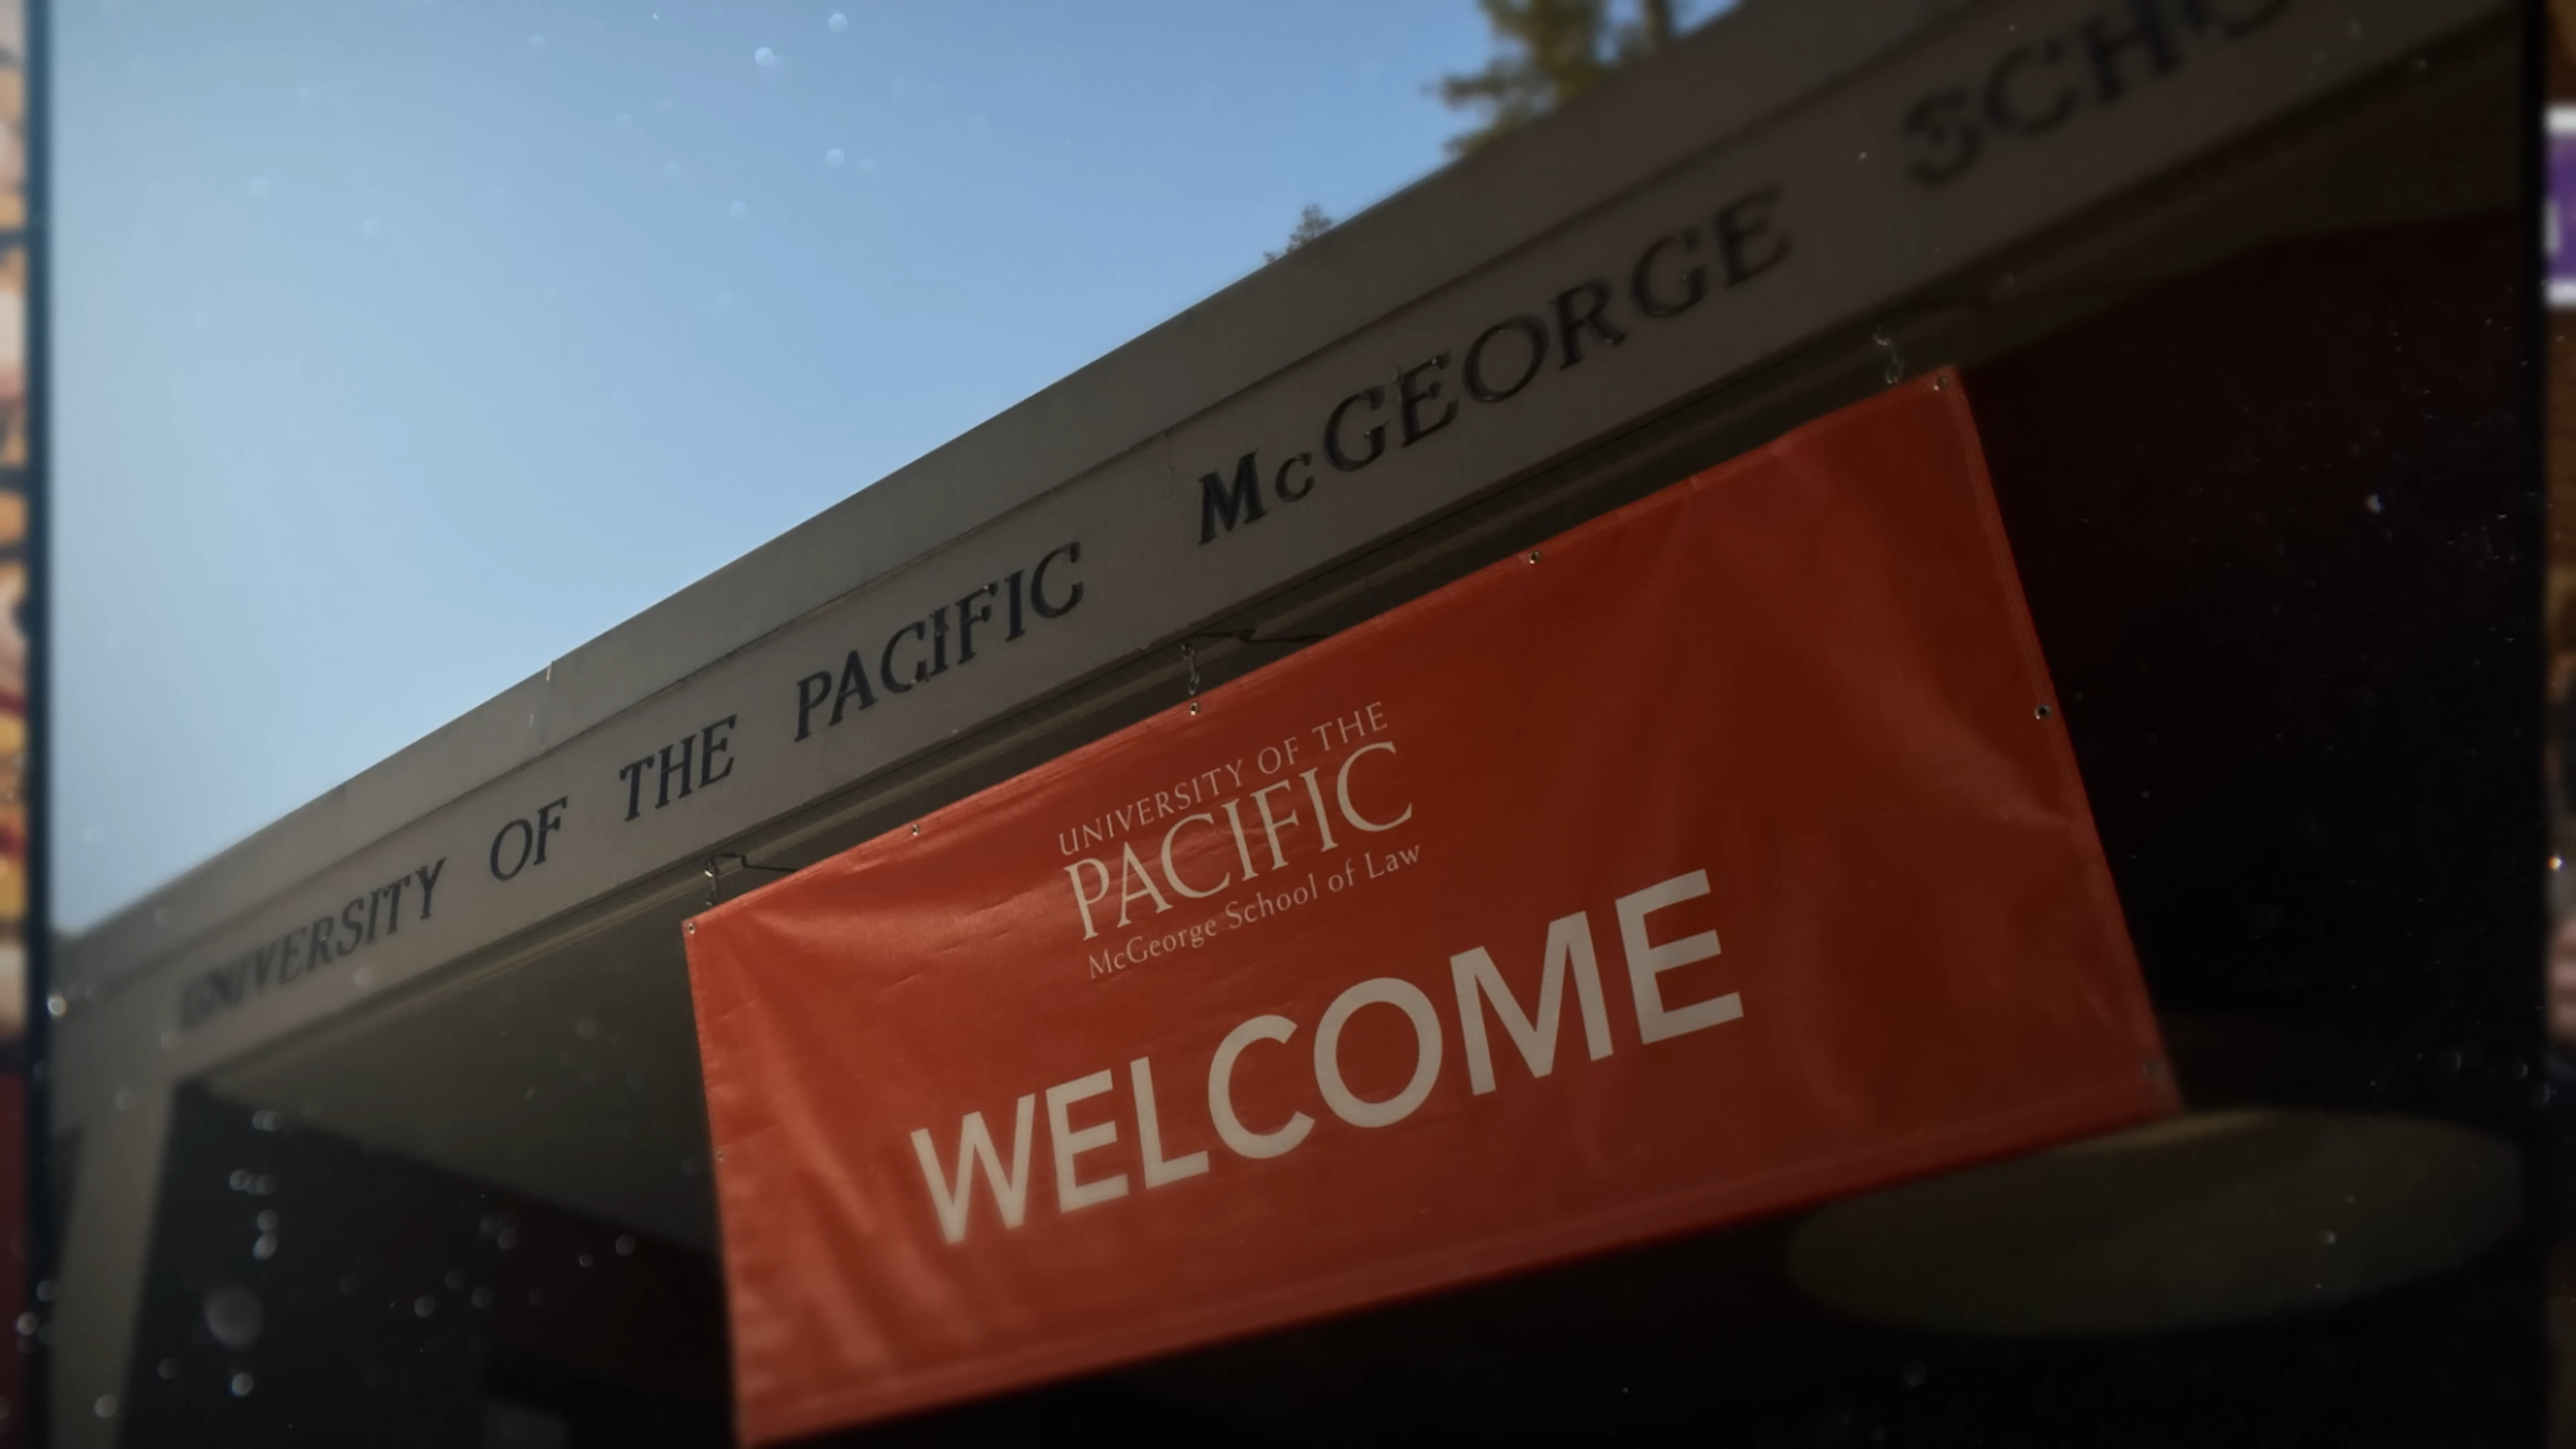 UNIVERSITY OF THE PACIFIC McGEORGE
UNIVERSITY OF THE
PACIFIC
McGeorge School of Law
WELCOME